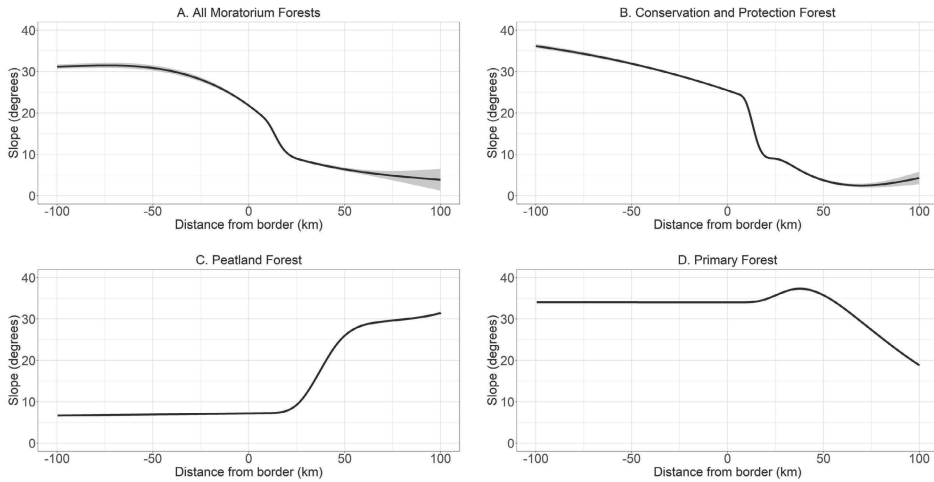 A. All Moratorium Forests
40
30
20
10
0
Slope (degrees)
-100 -50 0 50 100
Distance from border (km)
B. Conservation and Protection Forest
40
30
20
10
0
Slope (degrees)
-100 -50 0 50 100
Distance from border (km)
C. Peatland Forest
40
30
20
10
0
Slope (degrees)
-100 -50 0 50 100
Distance from border (km)
D. Primary Forest
40
30
20
10
0
Slope (degrees)
-100 -50 0 50 100
Distance from border (km)